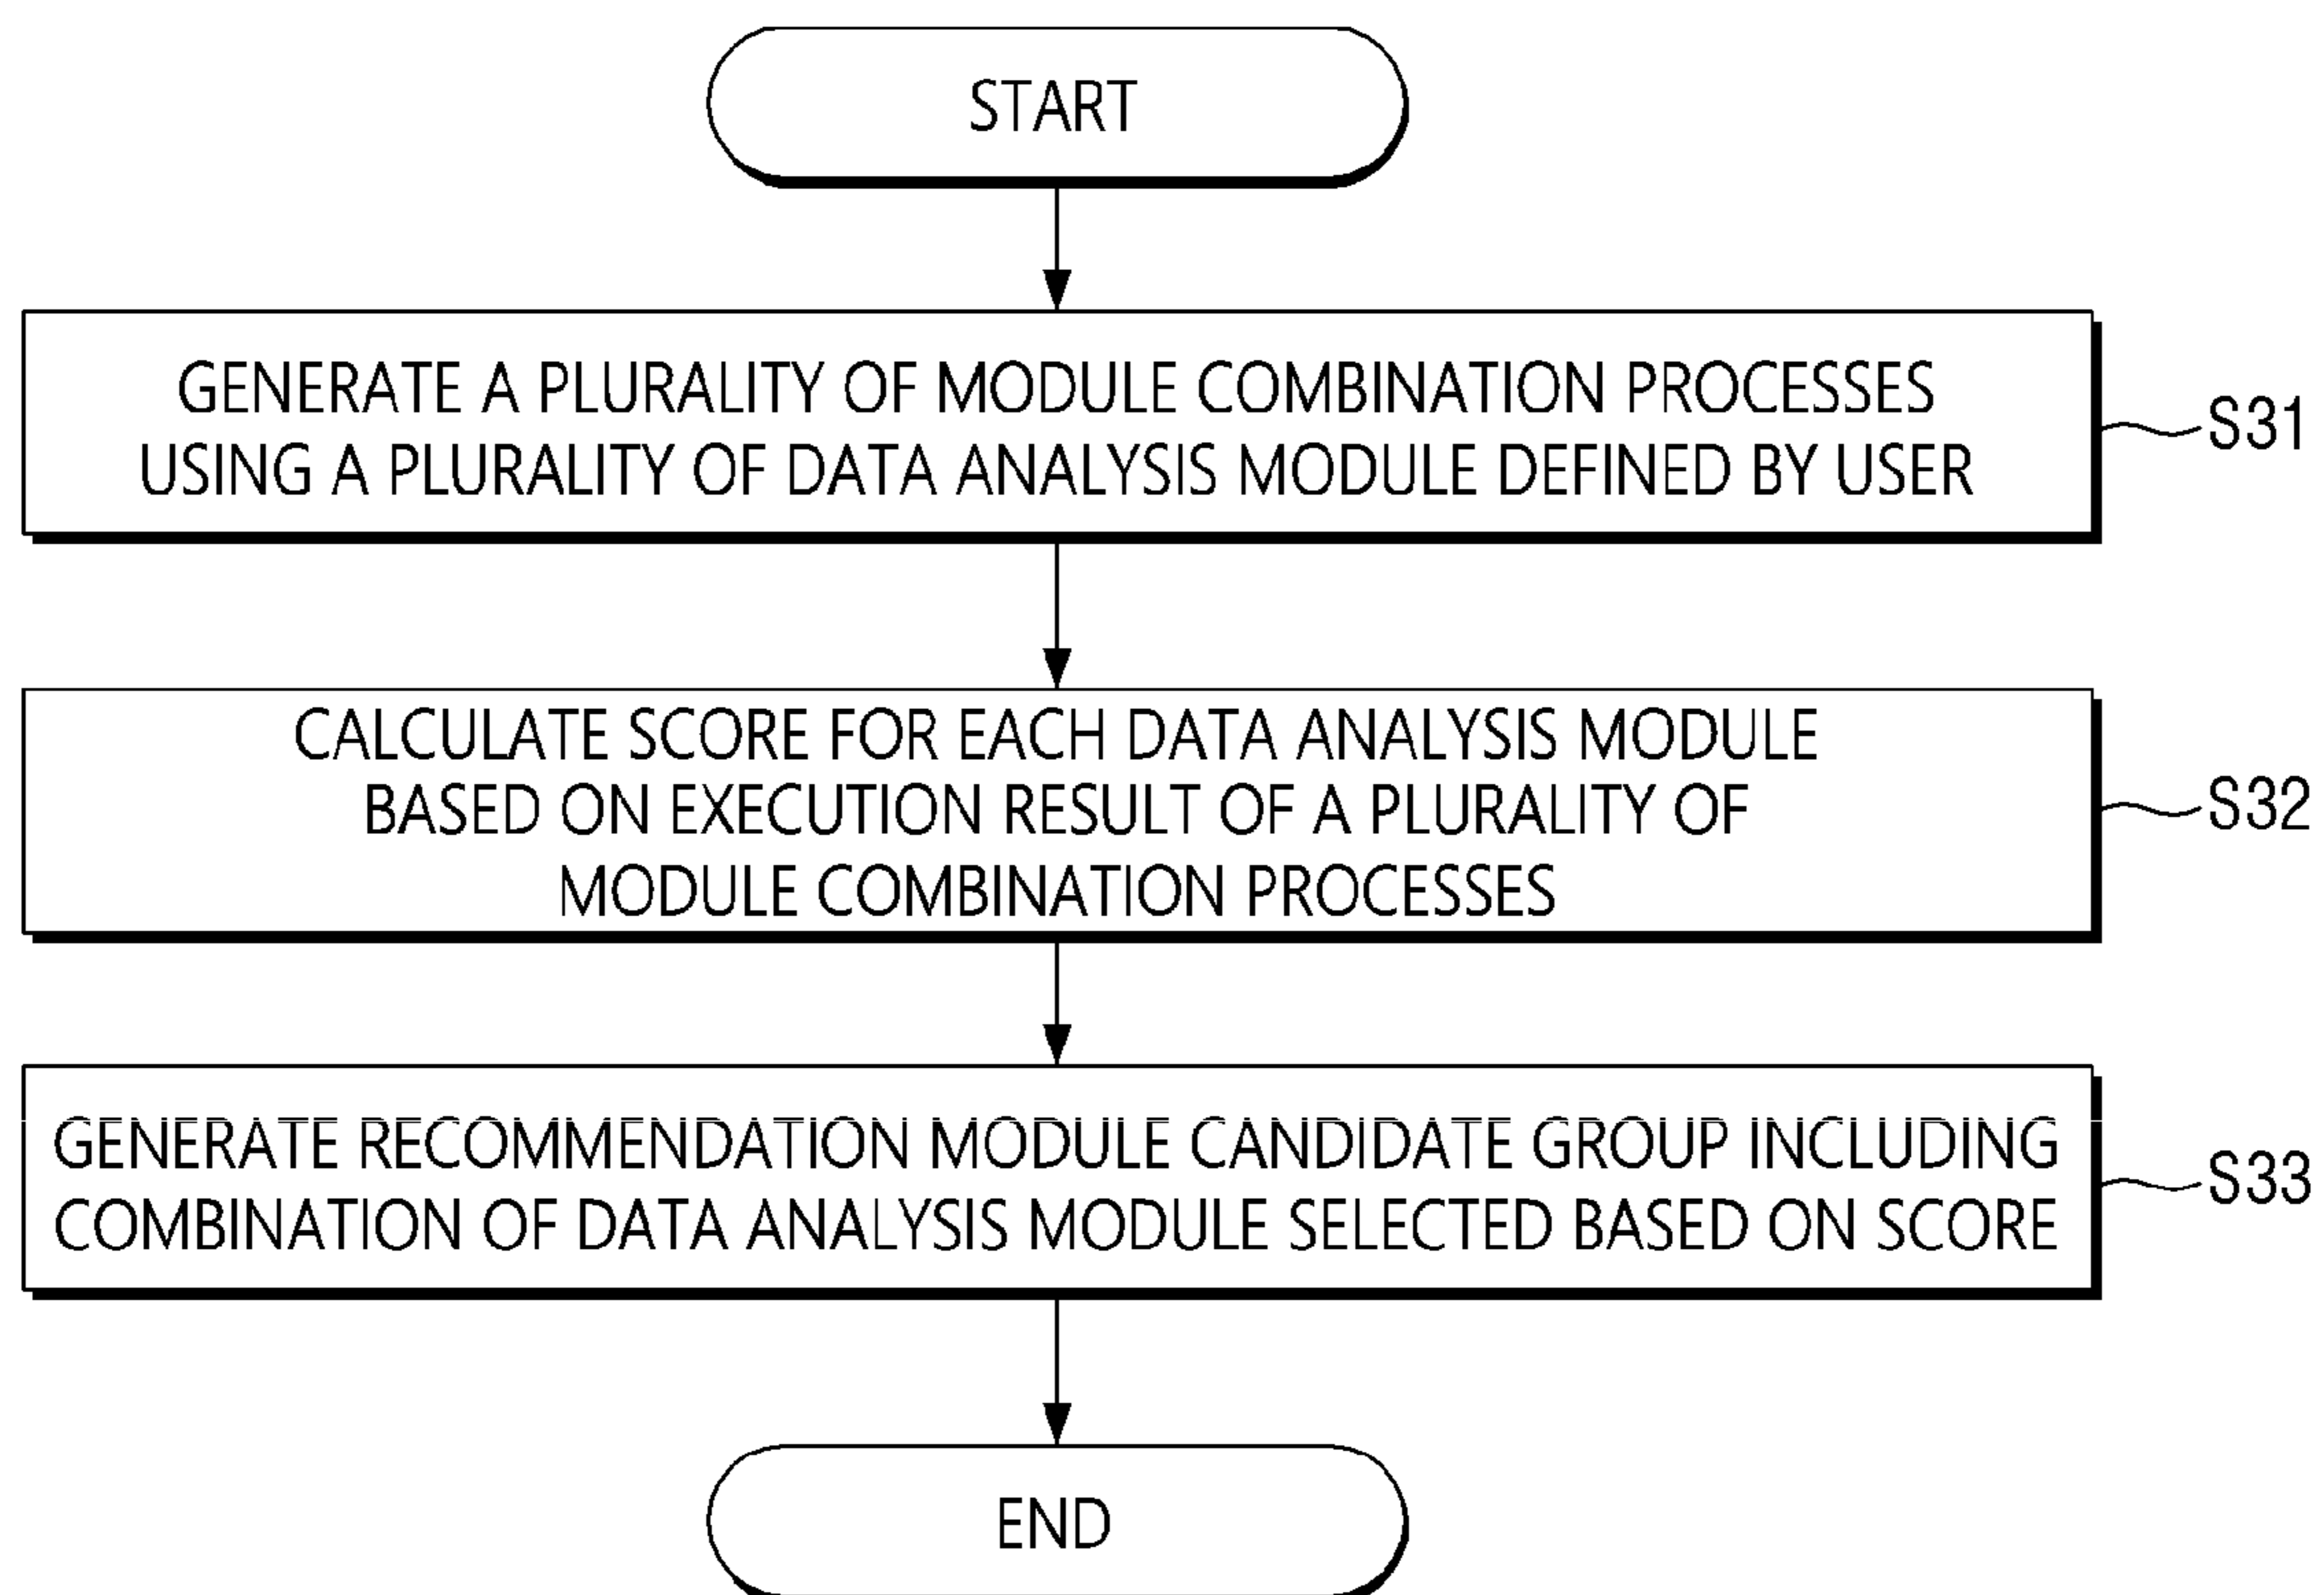 START
GENERATE A PLURALITY OF MODULE COMBINATION PROCESSES
USING A PLURALITY OF DATA ANALYSIS MODULE DEFINED BY USER
S31
CALCULATE SCORE FOR EACH DATA ANALYSIS MODULE
BASED ON EXECUTION RESULT OF A PLURALITY OF
MODULE COMBINATION PROCESSES
S32
GENERATE RECOMMENDATION MODULE CANDIDATE GROUP INCLUDING
COMBINATION OF DATA ANALYSIS MODULE SELECTED BASED ON SCORE
S33
END